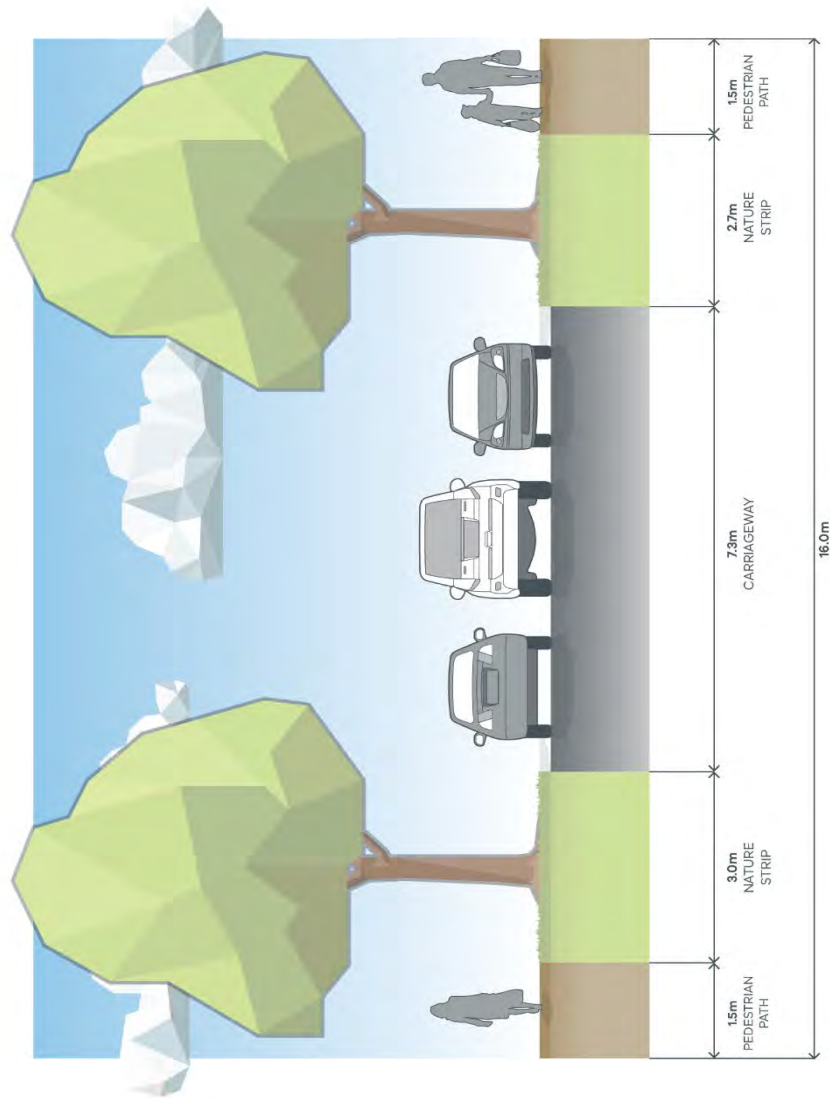 1.5m
PEDESTRIAN
PATH
3.0m
NATURE
STRIP
7.3m
CARRIAGEWAY
2.7m
NATURE
STRIP
1.5m
PEDESTRIAN
PATH
16.0m